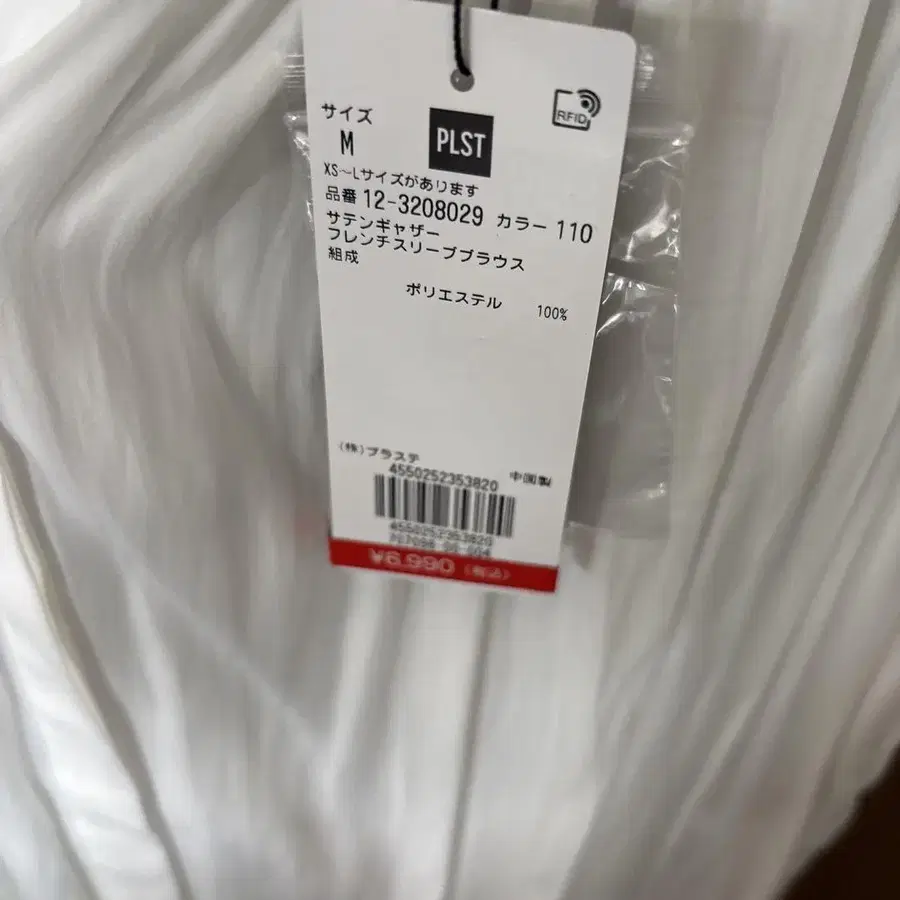 サイズ
M
PLST
RFID
XS〜Lサイズがあります
品番 12-3208029 カラー 110
サテンギャザー
フレンチスリーブブラウス
組成
ポリエステル 100%
(株)プラステ
4550252353820 中国製
4550252353820
¥6,990 (税込)